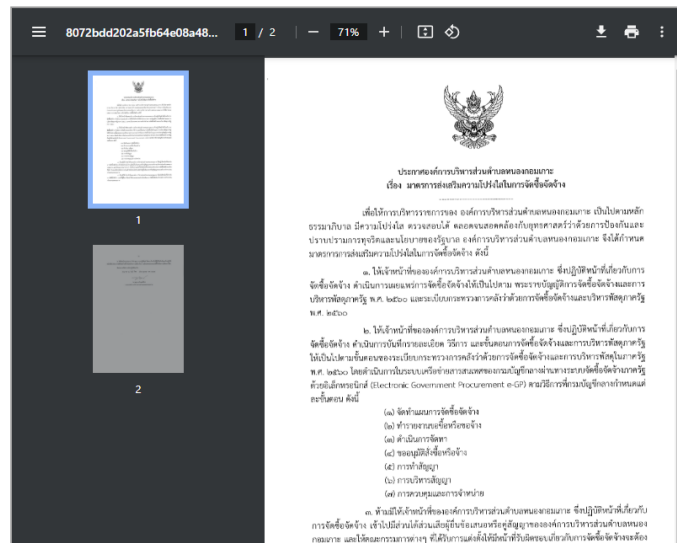 8072bdd202a5fb64e08a48...
1 / 2
71%
1
2
ประกาศองค์การบริหารส่วนตำบลหนองกอมเกาะ
เรื่อง มาตรการส่งเสริมความโปร่งใสในการจัดซื้อจัดจ้าง
เพื่อให้การบริหารราชการของ องค์การบริหารส่วนตำบลหนองกอมเกาะ เป็นไปตามหลัก
ธรรมาภิบาล มีความโปร่งใส ตรวจสอบได้ ตลอดจนสอดคล้องกับยุทธศาสตร์ว่าด้วยการป้องกันและ
ปราบปรามการทุจริตและนโยบายของรัฐบาล องค์การบริหารส่วนตำบลหนองกอมเกาะ จึงได้กำหนด
มาตรการการส่งเสริมความโปร่งใสในการจัดซื้อจัดจ้าง ดังนี้
๑. ให้เจ้าหน้าที่ขององค์การบริหารส่วนตำบลหนองกอมเกาะ ซึ่งปฏิบัติหน้าที่เกี่ยวกับการ
จัดซื้อจัดจ้าง ดำเนินการเผยแพร่การจัดซื้อจัดจ้างให้เป็นไปตาม พระราชบัญญัติการจัดซื้อจัดจ้างและการ
บริหารพัสดุภาครัฐ พ.ศ. ๒๕๖๐ และระเบียบกระทรวงการคลังว่าด้วยการจัดซื้อจัดจ้างและบริหารพัสดุภาครัฐ
พ.ศ. ๒๕๖๐
๒. ให้เจ้าหน้าที่ขององค์การบริหารส่วนตำบลหนองกอมเกาะ ซึ่งปฏิบัติหน้าที่เกี่ยวกับการ
จัดซื้อจัดจ้าง ดำเนินการบันทึกรายละเอียด วิธีการ และขั้นตอนการจัดซื้อจัดจ้างและการบริหารพัสดุภาครัฐ
ให้เป็นไปตามขั้นตอนของระเบียบกระทรวงการคลังว่าด้วยการจัดซื้อจัดจ้างและการบริหารพัสดุในภาครัฐ
พ.ศ. ๒๕๖๐ โดยดำเนินการในระบบเครือข่ายสารสนเทศของกรมบัญชีกลางผ่านทางระบบจัดซื้อจัดจ้างภาครัฐ
ด้วยอิเล็กทรอนิกส์ (Electronic Government Procurement e-GP) ตามวิธีการที่กรมบัญชีกลางกำหนดแต่
ละขั้นตอน ดังนี้
(๑) จัดทำแผนการจัดซื้อจัดจ้าง
(๒) ทำรายงานขอซื้อหรือขอจ้าง
(๓) ดำเนินการจัดหา
(๔) ขออนุมัติสั่งซื้อหรือจ้าง
(๕) การทำสัญญา
(๖) การบริหารสัญญา
(๗) การควบคุมและการจำหน่าย
๓. ห้ามมิให้เจ้าหน้าที่ขององค์การบริหารส่วนตำบลหนองกอมเกาะ ซึ่งปฏิบัติหน้าที่เกี่ยวกับ
การจัดซื้อจัดจ้าง เข้าไปมีส่วนได้ส่วนเสียผู้ยื่นข้อเสนอหรือคู่สัญญาขององค์การบริหารส่วนตำบลหนอง
กอมเกาะ และให้คณะกรรมการต่างๆ ที่ได้รับการแต่งตั้งให้มีหน้าที่รับผิดชอบเกี่ยวกับการจัดซื้อจัดจ้างจะต้อง